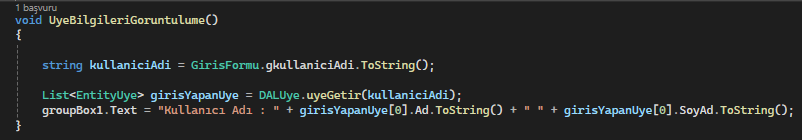 1 başvuru
void UyeBilgileriGoruntulume()
{
string kullaniciAdi = GirisFormu.gkullaniciAdi.ToString();
List<EntityUye> girisYapanUye = DALUye.uyeGetir(kullaniciAdi);
groupBox1.Text = "Kullanıcı Adı : " + girisYapanUye[0].Ad.ToString() + " " + girisYapanUye[0].SoyAd.ToString();
}